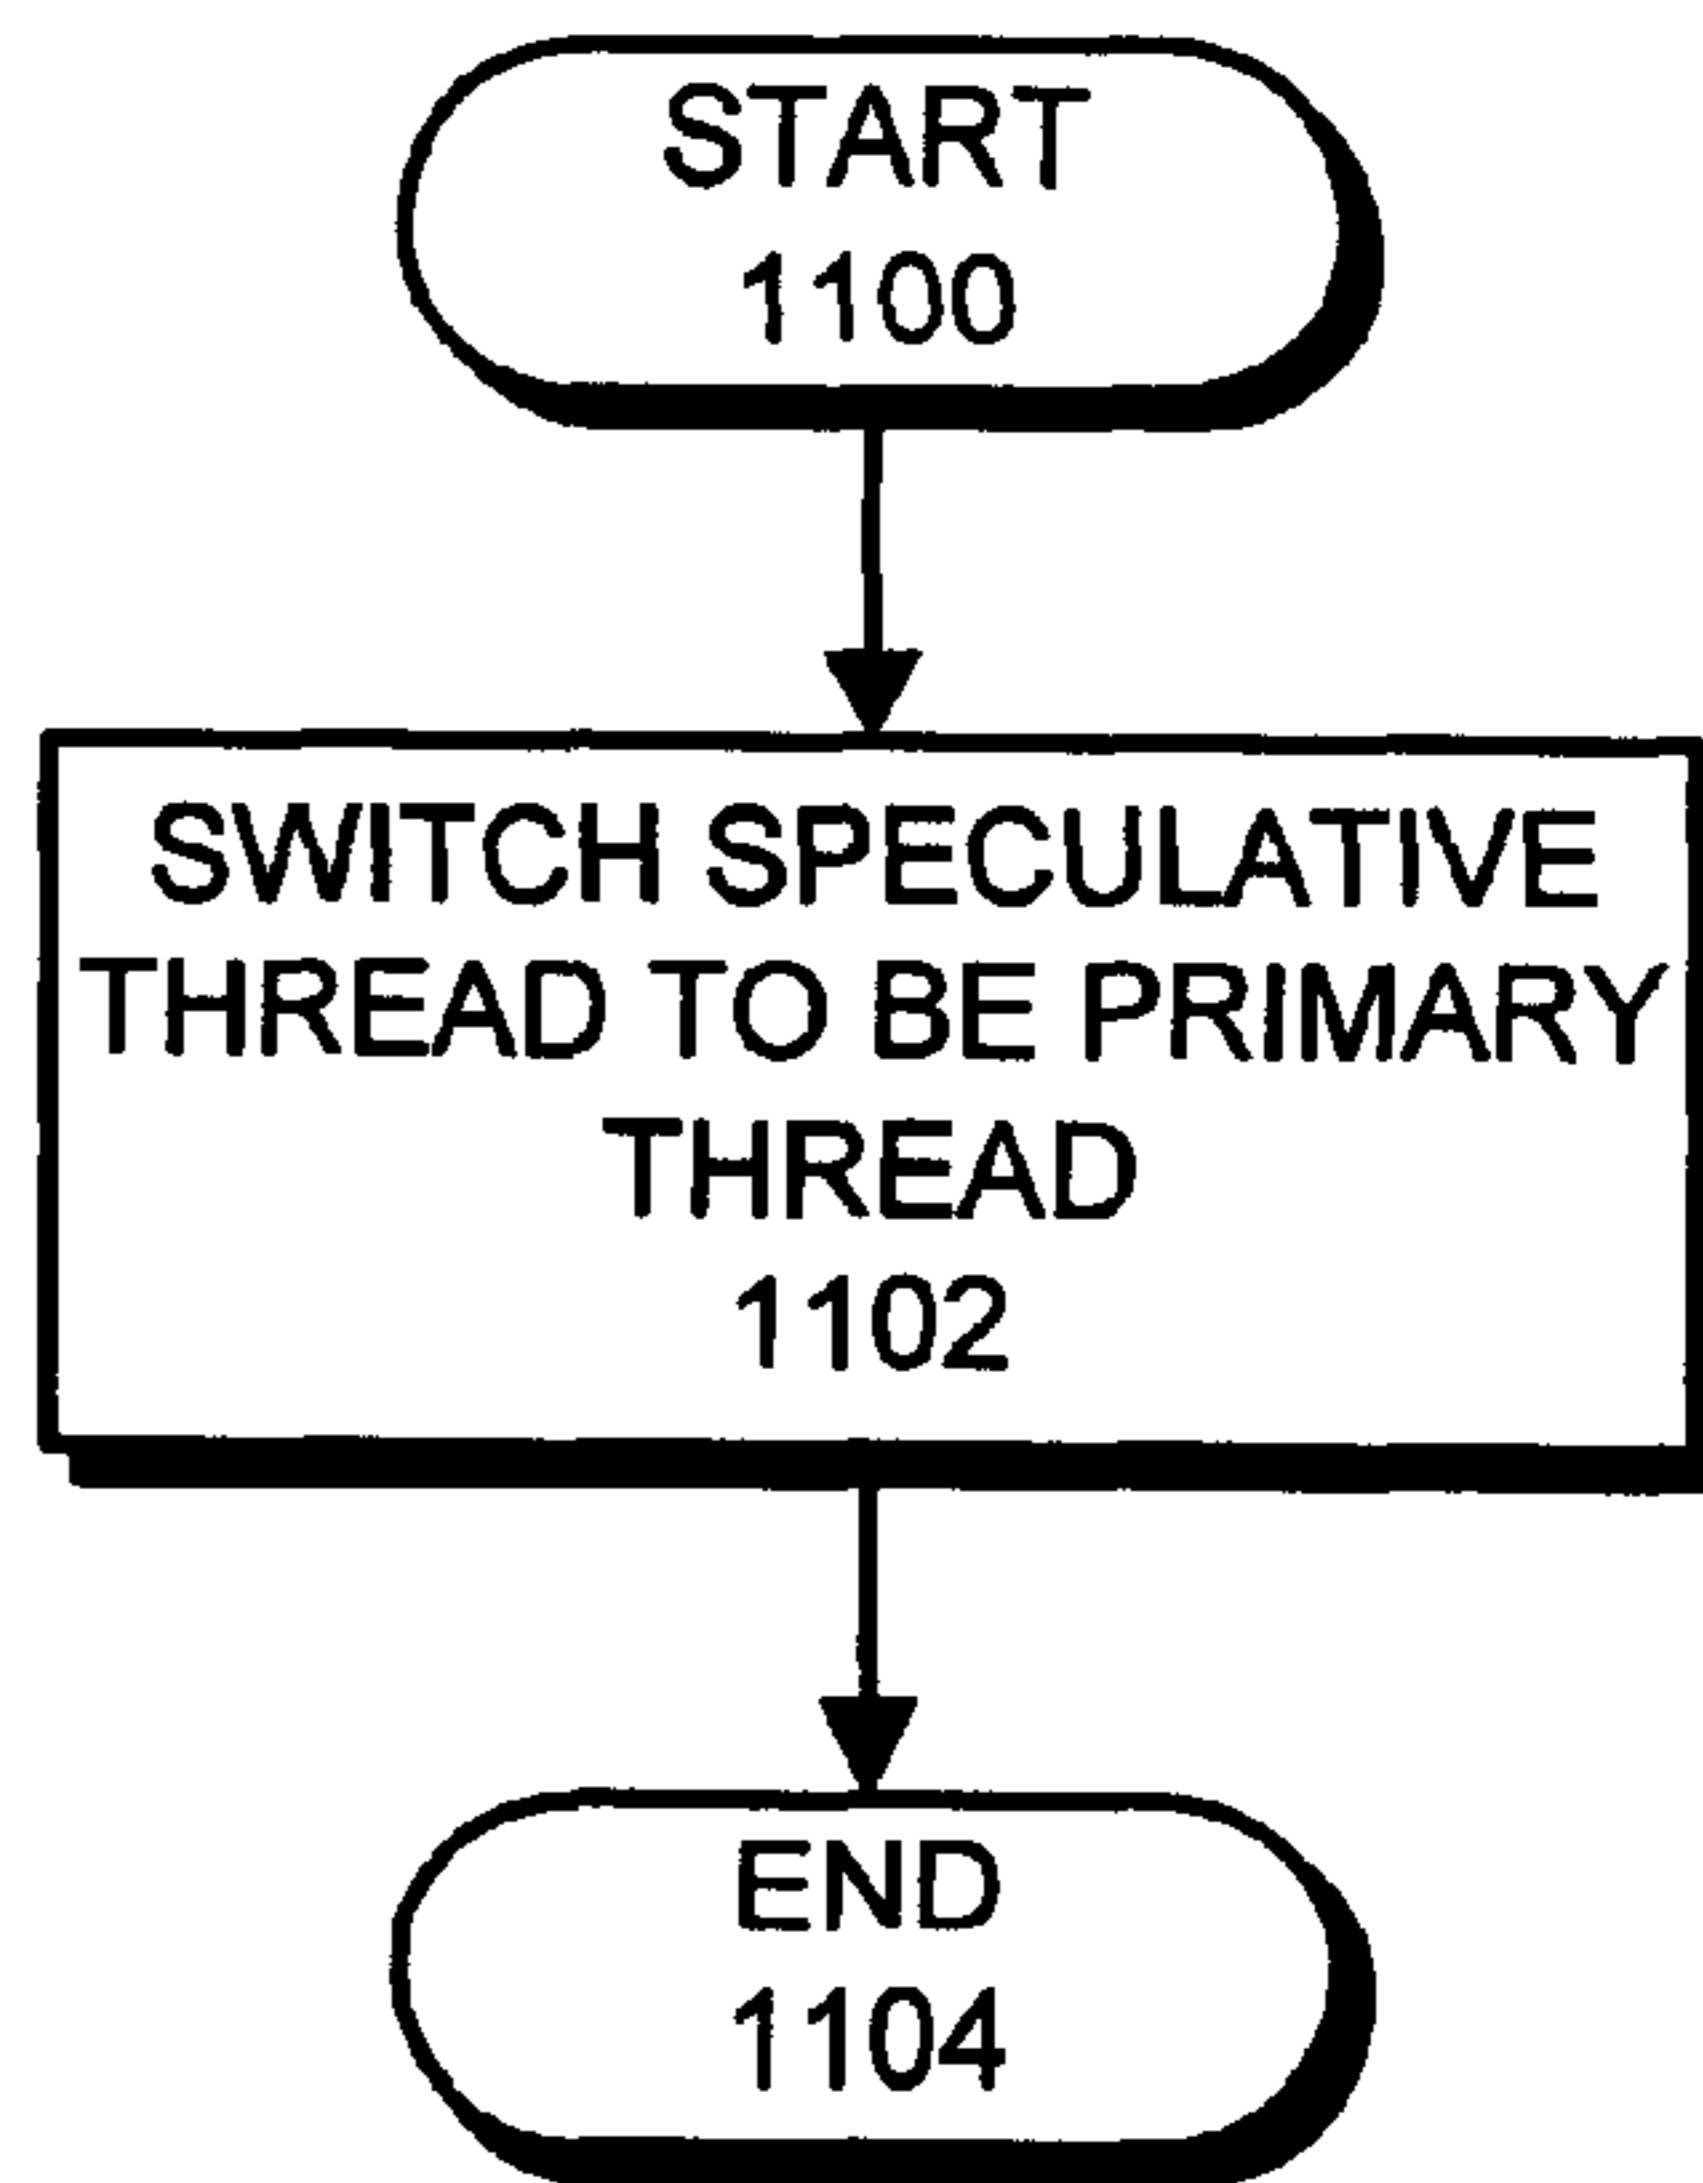 START
1100
SWITCH SPECULATIVE
THREAD TO BE PRIMARY
THREAD
1102
END
1104